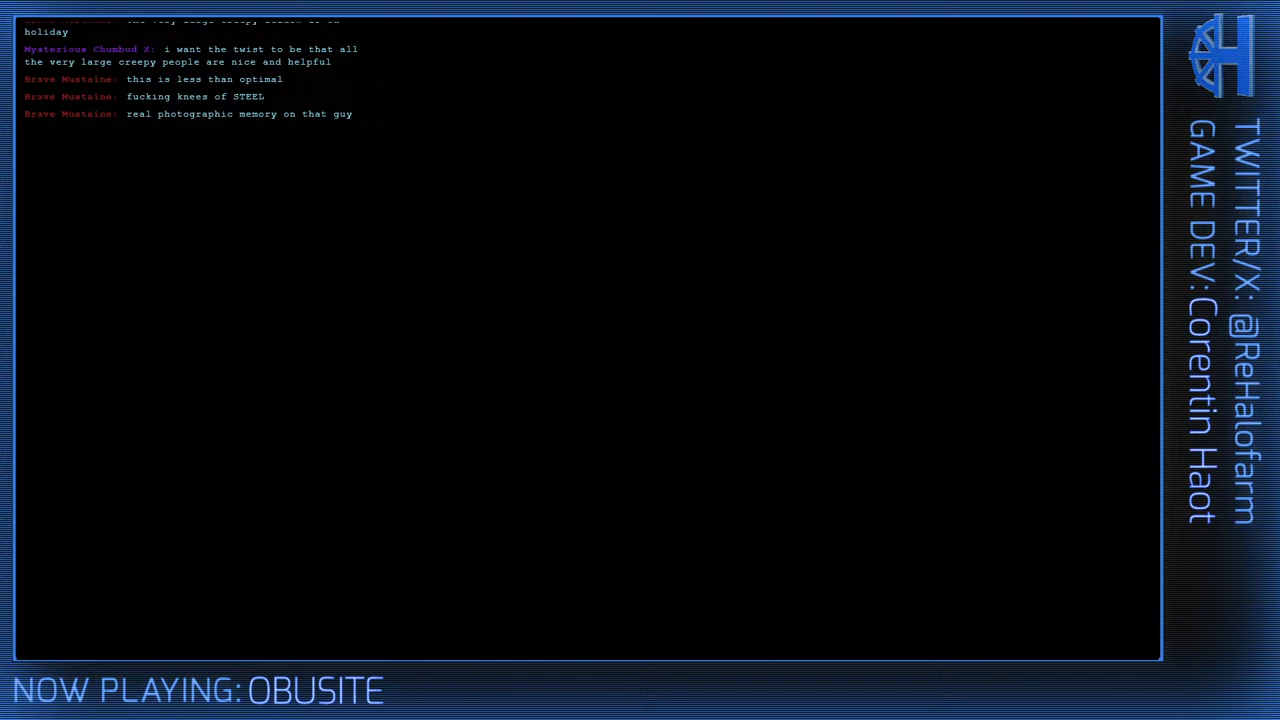 holiday
Mysterious Chumbud X: i want the twist to be that all
the very large creepy people are nice and helpful
Brave Mustaine: this is less than optimal
Brave Mustaine: fucking knees of STEEL
Brave Mustaine: real photographic memory on that guy
TWITTER/X: @ReHalofarm
GAME DEV: Corentin Haot
NOW PLAYING: OBUSITE